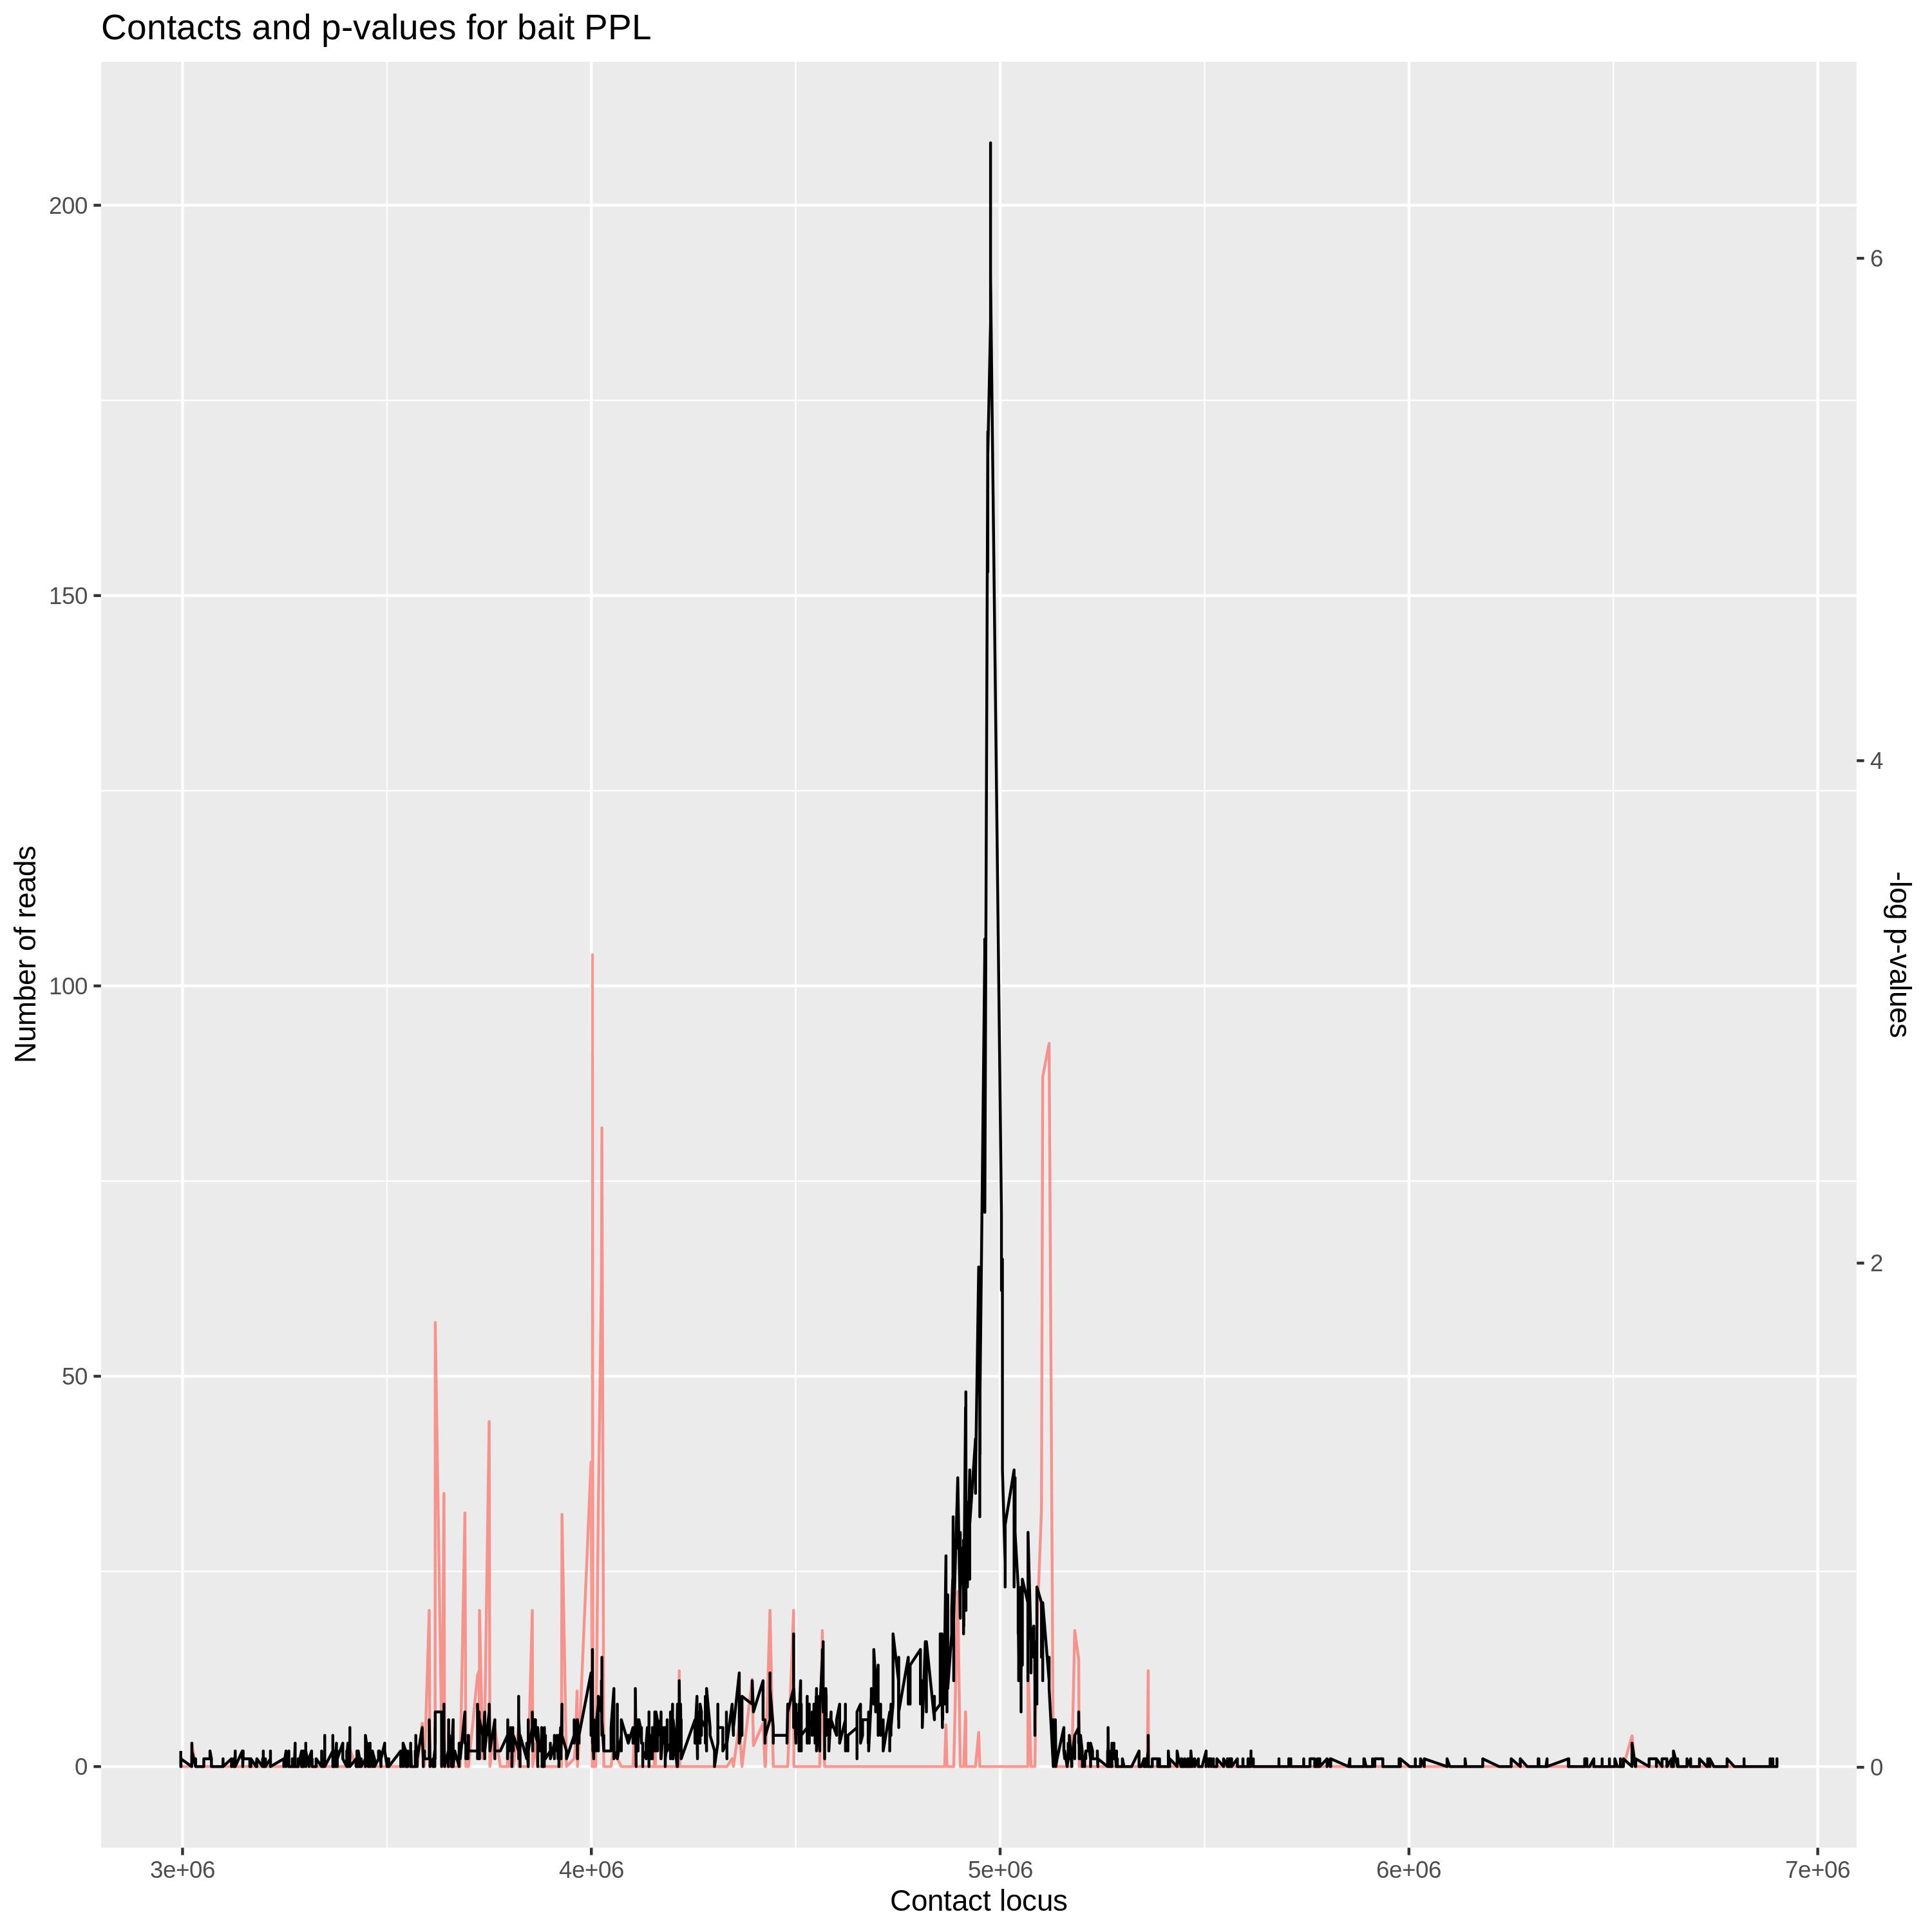 Contacts and p-values for bait PPL
200
150
100
50
0
Number of reads
6
4
2
0
-log p-values
3e+06 4e+06 5e+06 6e+06 7e+06
Contact locus